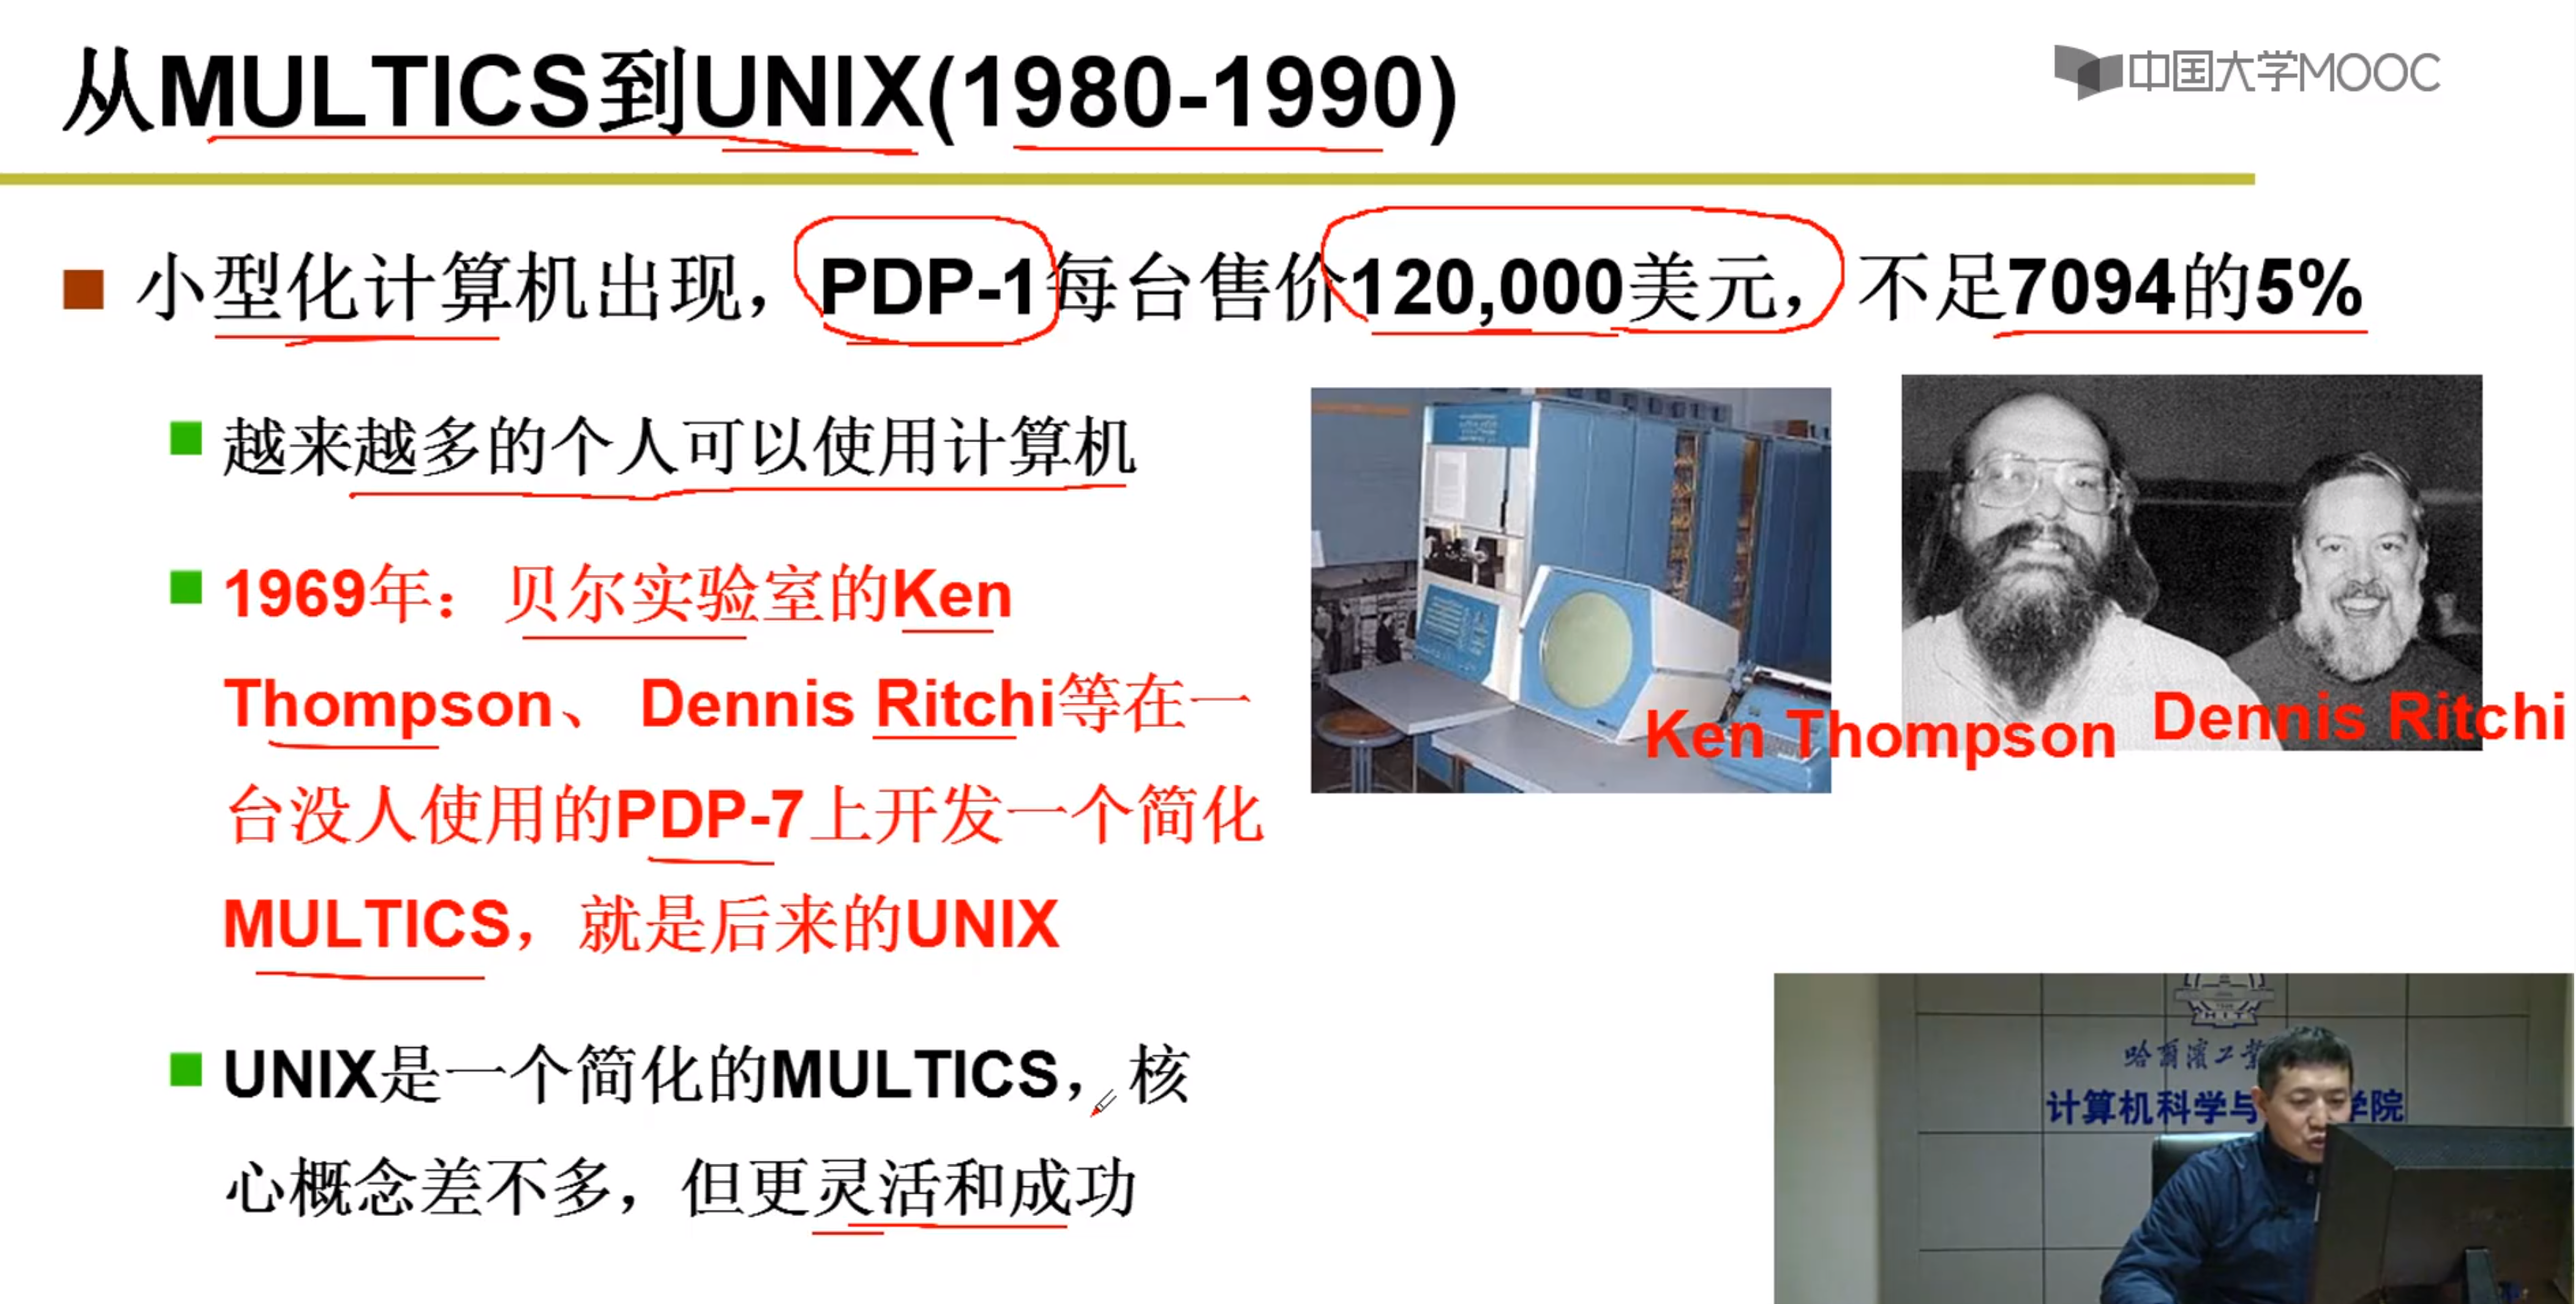 从MULTICS到UNIX(1980-1990)
中国大学MOOC
小型化计算机出现，PDP-1每台售价120,000美元，不足7094的5%
越来越多的个人可以使用计算机
1969年：贝尔实验室的Ken
Thompson、 Dennis Ritchi等在一
台没人使用的PDP-7上开发一个简化
MULTICS，就是后来的UNIX
UNIX是一个简化的MULTICS，核
心概念差不多，但更灵活和成功
Ken Thompson
Dennis Ritchi
哈尔滨工业
计算机科学与学院